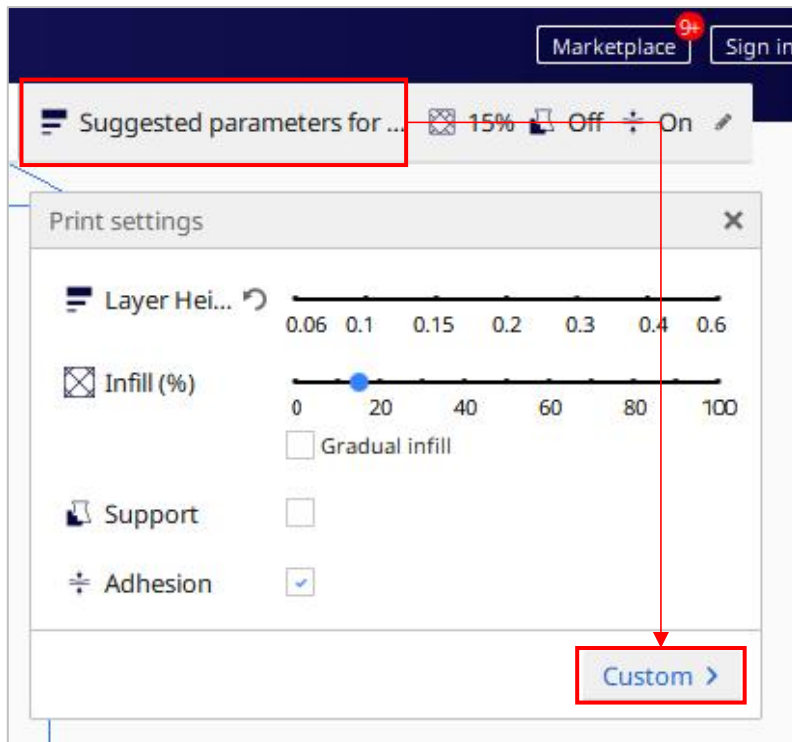 9+
Marketplace Sign in
Suggested parameters for ... 15% Off On
Print settings
Layer Hei...
0.06 0.1 0.15 0.2 0.3 0.4 0.6
Infill (%)
0 20 40 60 80 100
Gradual infill
Support
Adhesion
Custom